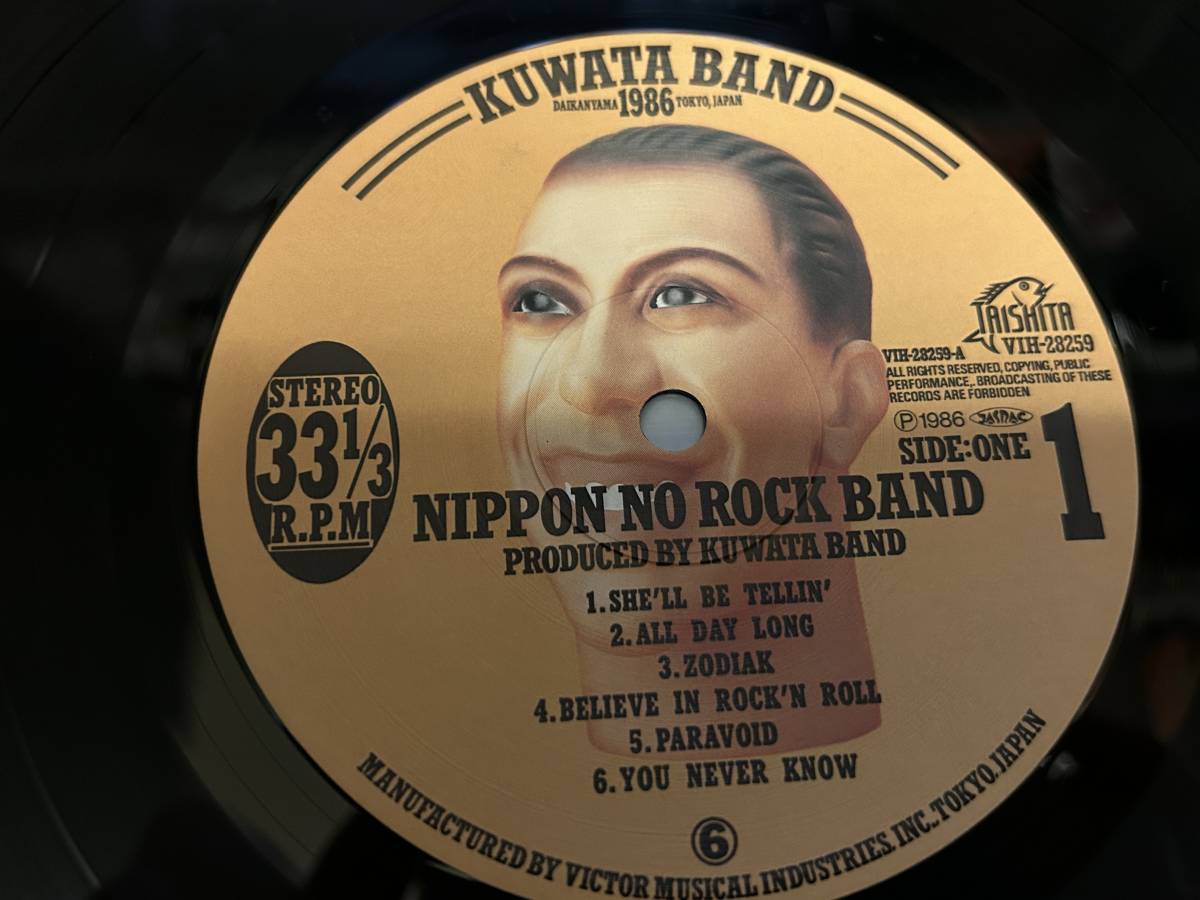 KUWATA BAND
DAIKANYAMA 1986 TOKYO, JAPAN
TAISHITA
VIH-28259
VIH-28259-A
ALL RIGHTS RESERVED, COPYING, PUBLIC
PERFORMANCE, BROADCASTING OF THESE
RECORDS ARE FORBIDDEN
Ⓟ1986 JASRAC
SIDE:ONE 1
STEREO
33 1/3
R.P.M
NIPPON NO ROCK BAND
PRODUCED BY KUWATA BAND
1.SHE'LL BE TELLIN'
2.ALL DAY LONG
3.ZODIAK
4.BELIEVE IN ROCK'N ROLL
5.PARAVOID
6.YOU NEVER KNOW
⑥
MANUFACTURED BY VICTOR MUSICAL INDUSTRIES, INC., TOKYO, JAPAN